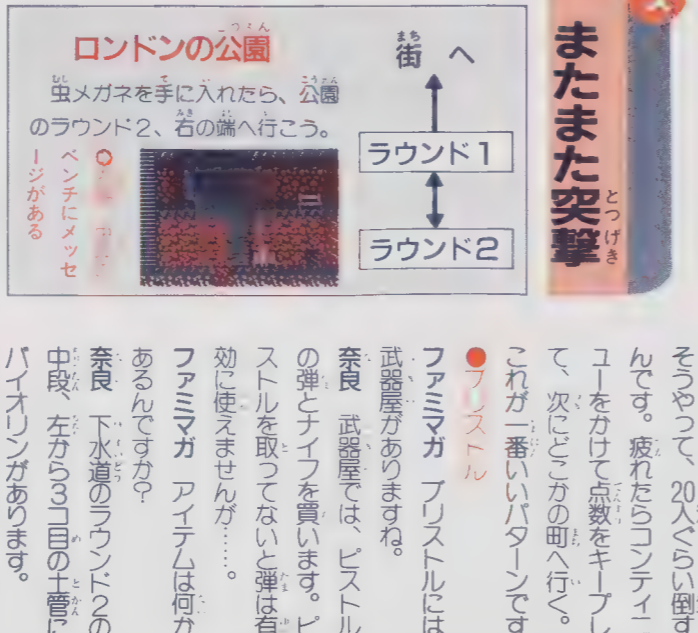 またまた突撃
ロンドンの公園
虫メガネを手に入れたら、公園
のラウンド2、右の端へ行こう。
ベンチにメッセ
ージがある
街へ
ラウンド1
ラウンド2
そうやって、20人ぐらい倒す
んです。疲れたらコンティニ
ューをかけて点数をキープし
て、次にどこかの町へ行く。
これが一番いいパターンです
●ブリストル
ファミマガ ブリストルには
武器屋がありますね。
奈良 武器屋では、ピストル
の弾とナイフを買います。ピ
ストルを取ってないと弾は有
効に使えませんが……。
ファミマガ アイテムは何か
あるんですか?
奈良 下水道のラウンド2の
中段、左から3コ目の土管に
バイオリンがあります。